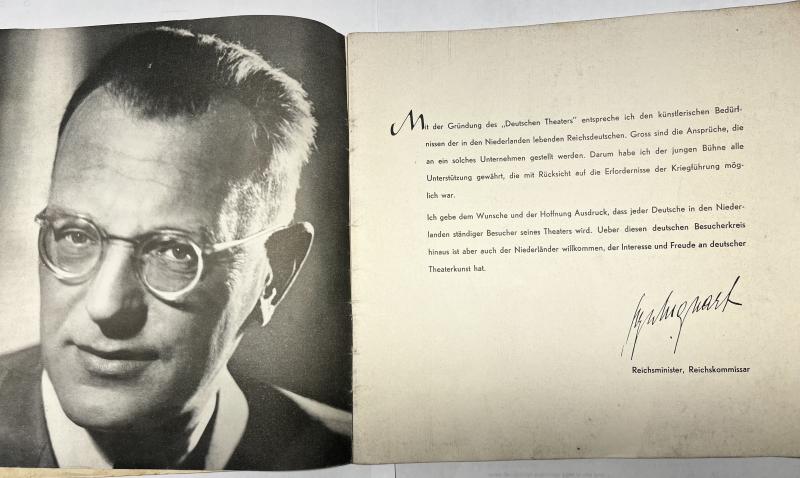 Mit der Gründung des „Deutschen Theaters" entspreche ich den künstlerischen Bedürf-
nissen der in den Niederlanden lebenden Reichsdeutschen. Gross sind die Ansprüche, die
an ein solches Unternehmen gestellt werden. Darum habe ich der jungen Bühne alle
Unterstützung gewährt, die mit Rücksicht auf die Erfordernisse der Kriegführung mög-
lich war.
Ich gebe dem Wunsche und der Hoffnung Ausdruck, dass jeder Deutsche in den Nieder-
landen ständiger Besucher seines Theaters wird. Ueber diesen deutschen Besucherkreis
hinaus ist aber auch der Niederländer willkommen, der Interesse und Freude an deutscher
Theaterkunst hat.
Reichsminister, Reichskommissar